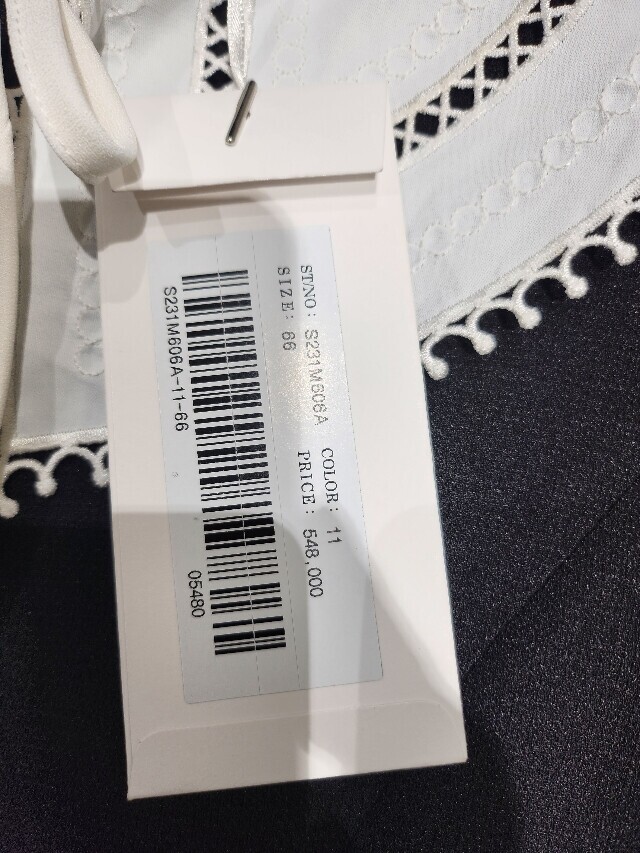 ST/NO: S231M606A COLOR: 11
SIZE: 66 PRICE: 548,000
S231M606A-11-66 05480